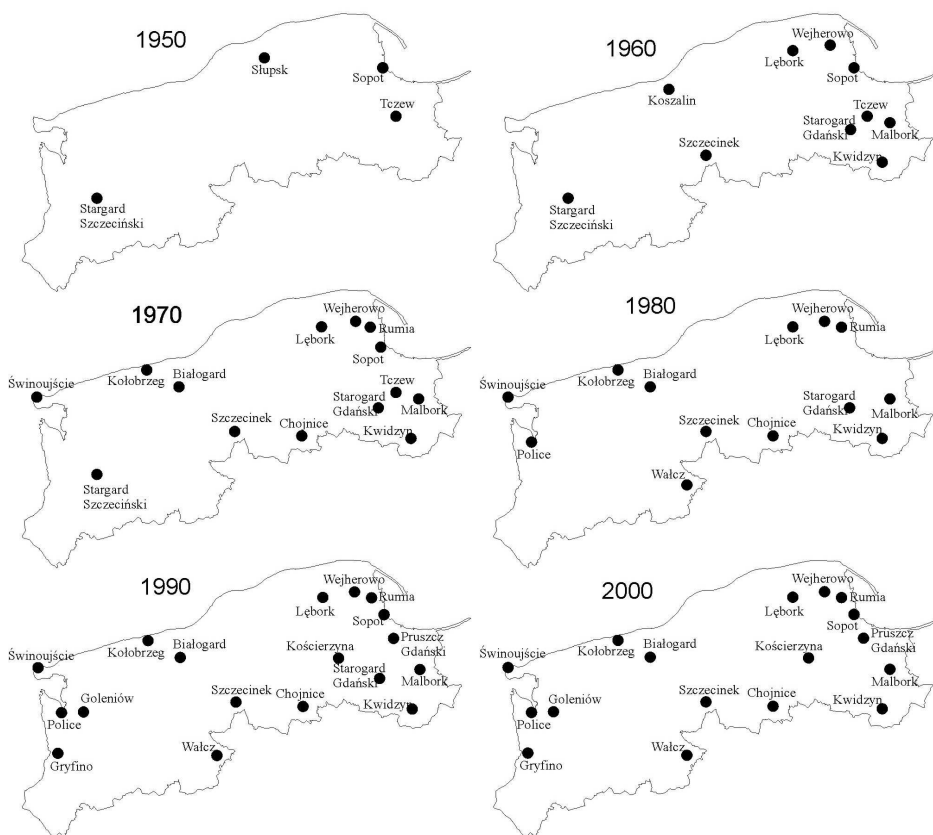 1950
Słupsk
Sopot
Tczew
Stargard
Szczeciński
1960
Wejherowo
Lębork
Sopot
Koszalin
Tczew
Starogard
Gdański
Malbork
Szczecinek
Kwidzyn
Stargard
Szczeciński
1970
Wejherowo
Rumia
Lębork
Sopot
Kołobrzeg
Białogard
Świnoujście
Tczew
Starogard
Gdański
Malbork
Szczecinek
Chojnice
Kwidzyn
Stargard
Szczeciński
1980
Wejherowo
Rumia
Lębork
Kołobrzeg
Białogard
Świnoujście
Starogard
Gdański
Malbork
Szczecinek
Chojnice
Kwidzyn
Police
Wałcz
1990
Wejherowo
Rumia
Lębork
Sopot
Pruszcz
Gdański
Kołobrzeg
Białogard
Kościerzyna
Świnoujście
Starogard
Gdański
Malbork
Goleniów
Szczecinek
Chojnice
Kwidzyn
Police
Wałcz
Gryfino
2000
Wejherowo
Rumia
Lębork
Sopot
Pruszcz
Gdański
Kołobrzeg
Białogard
Kościerzyna
Świnoujście
Malbork
Goleniów
Szczecinek
Chojnice
Kwidzyn
Police
Wałcz
Gryfino